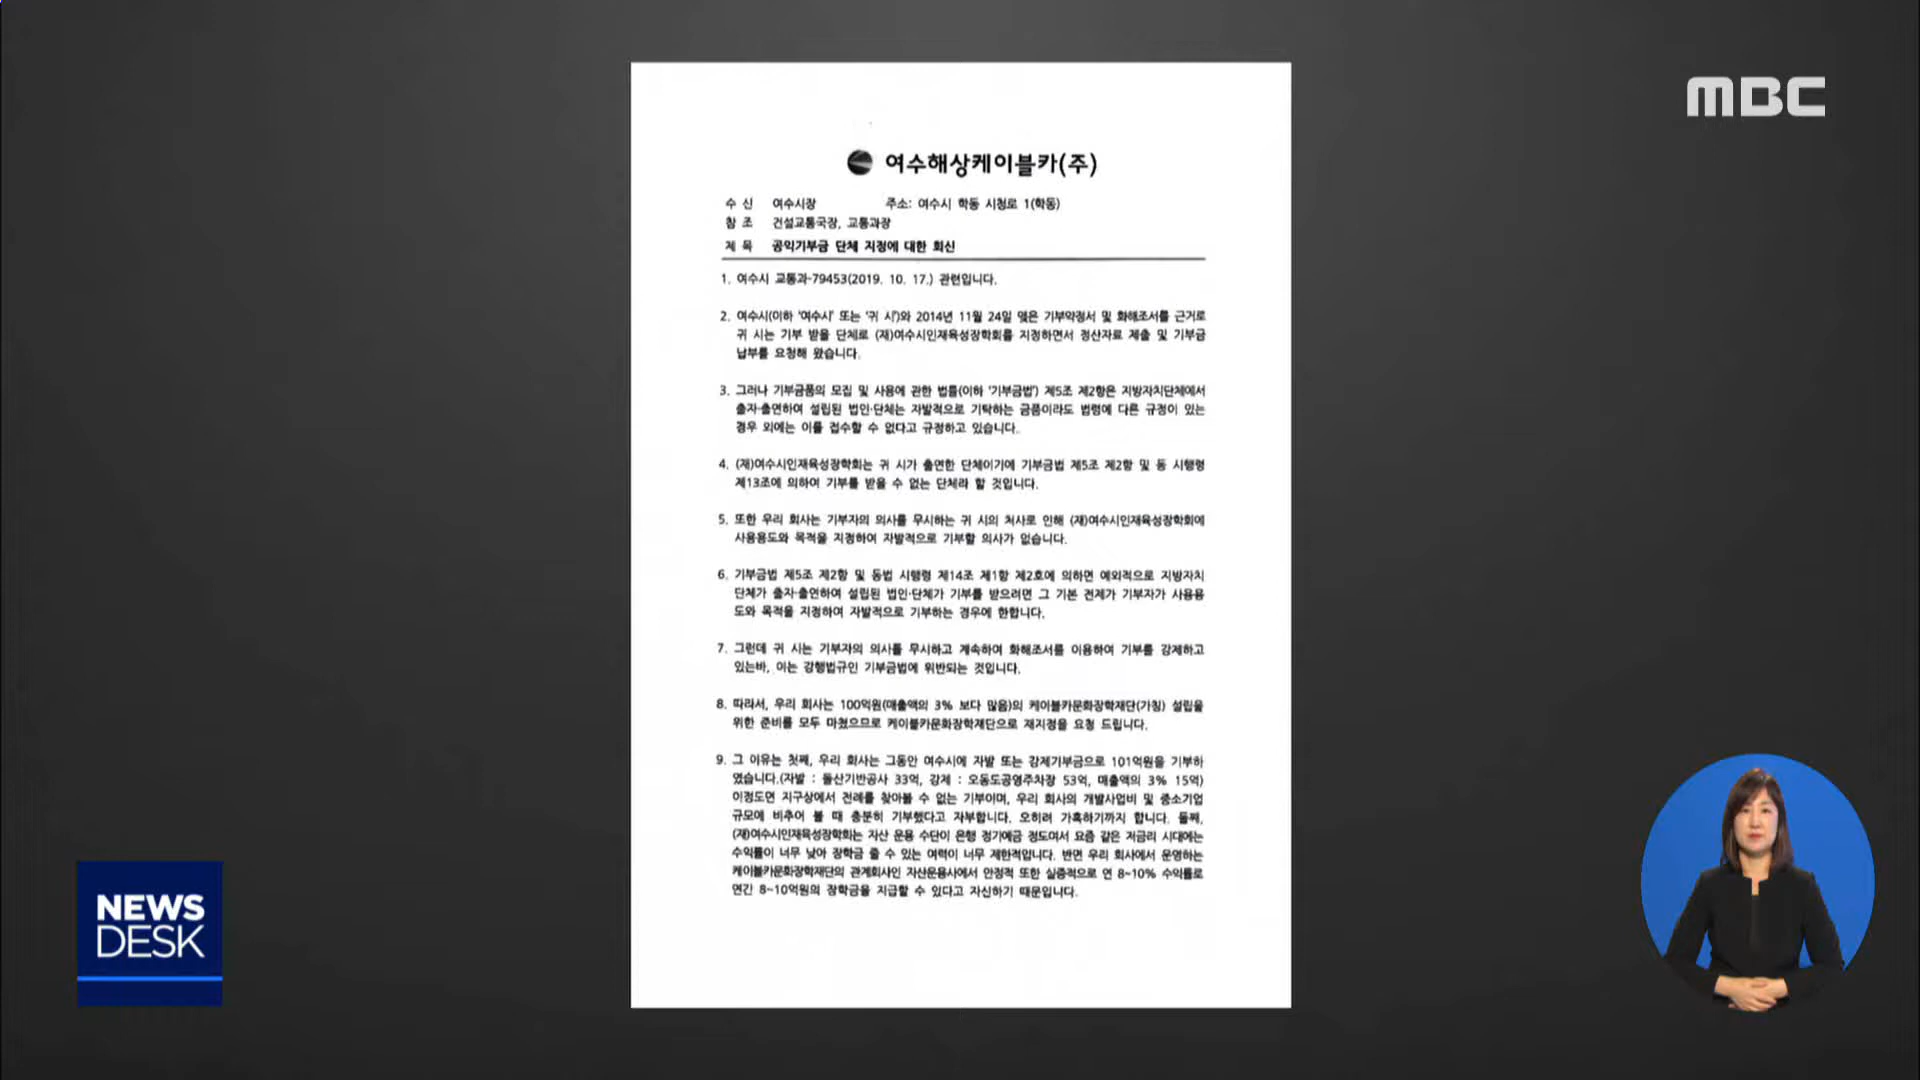 MBC
여수해상케이블카(주)
수 신 여수시장 주소: 여수시 학동 시청로 1(학동)
참 조 건설교통국장, 교통과장
제 목 공익기부금 단체 지정에 대한 회신
1. 여수시 교통과-79453(2019. 10. 17.) 관련입니다.
2. 여수시(이하 '여수시' 또는 '귀 시')와 2014년 11월 24일 맺은 기부약정서 및 화해조서를 근거로
귀 시는 기부 받을 단체로 (재)여수시인재육성장학회를 지정하면서 정산자료 제출 및 기부금
납부를 요청해 왔습니다.
3. 그러나 기부금품의 모집 및 사용에 관한 법률(이하 '기부금법') 제5조 제2항은 지방자치단체에서
출자·출연하여 설립된 법인·단체는 자발적으로 기탁하는 금품이라도 법령에 다른 규정이 있는
경우 외에는 이를 접수할 수 없다고 규정하고 있습니다.
4. (재)여수시인재육성장학회는 귀 시가 출연한 단체이기에 기부금법 제5조 제2항 및 동 시행령
제13조에 의하여 기부를 받을 수 없는 단체라 할 것입니다.
5. 또한 우리 회사는 기부자의 의사를 무시하는 귀 시의 처사로 인해 (재)여수시인재육성장학회에
사용용도와 목적을 지정하여 자발적으로 기부할 의사가 없습니다.
6. 기부금법 제5조 제2항 및 동법 시행령 제14조 제1항 제2호에 의하면 예외적으로 지방자치
단체가 출자·출연하여 설립된 법인·단체가 기부를 받으려면 그 기본 전제가 기부자가 사용용
도와 목적을 지정하여 자발적으로 기부하는 경우에 한합니다.
7. 그런데 귀 시는 기부자의 의사를 무시하고 계속하여 화해조서를 이용하여 기부를 강제하고
있는바, 이는 강행법규인 기부금법에 위반되는 것입니다.
8. 따라서, 우리 회사는 100억원(매출액의 3% 보다 많음)의 케이블카문화장학재단(가칭) 설립을
위한 준비를 모두 마쳤으므로 케이블카문화장학재단으로 재지정을 요청 드립니다.
9. 그 이유는 첫째, 우리 회사는 그동안 여수시에 자발 또는 강제기부금으로 101억원을 기부하
였습니다.(자발 : 돌산기반공사 33억, 강제 : 오동도공영주차장 53억, 매출액의 3% 15억)
이정도면 지구상에서 전례를 찾아볼 수 없는 기부이며, 우리 회사의 개발사업비 및 중소기업
규모에 비추어 볼 때 충분히 기부했다고 자부합니다. 오히려 가혹하기까지 합니다. 둘째,
(재)여수시인재육성장학회는 자산 운용 수단이 은행 정기예금 정도여서 요즘 같은 저금리 시대에는
수익률이 너무 낮아 장학금 줄 수 있는 여력이 너무 제한적입니다. 반면 우리 회사에서 운영하는
케이블카문화장학재단의 관계회사인 자산운용사에서 안정적 또한 실증적으로 연 8~10% 수익률로
연간 8~10억원의 장학금을 지급할 수 있다고 자신하기 때문입니다.
NEWS
DESK